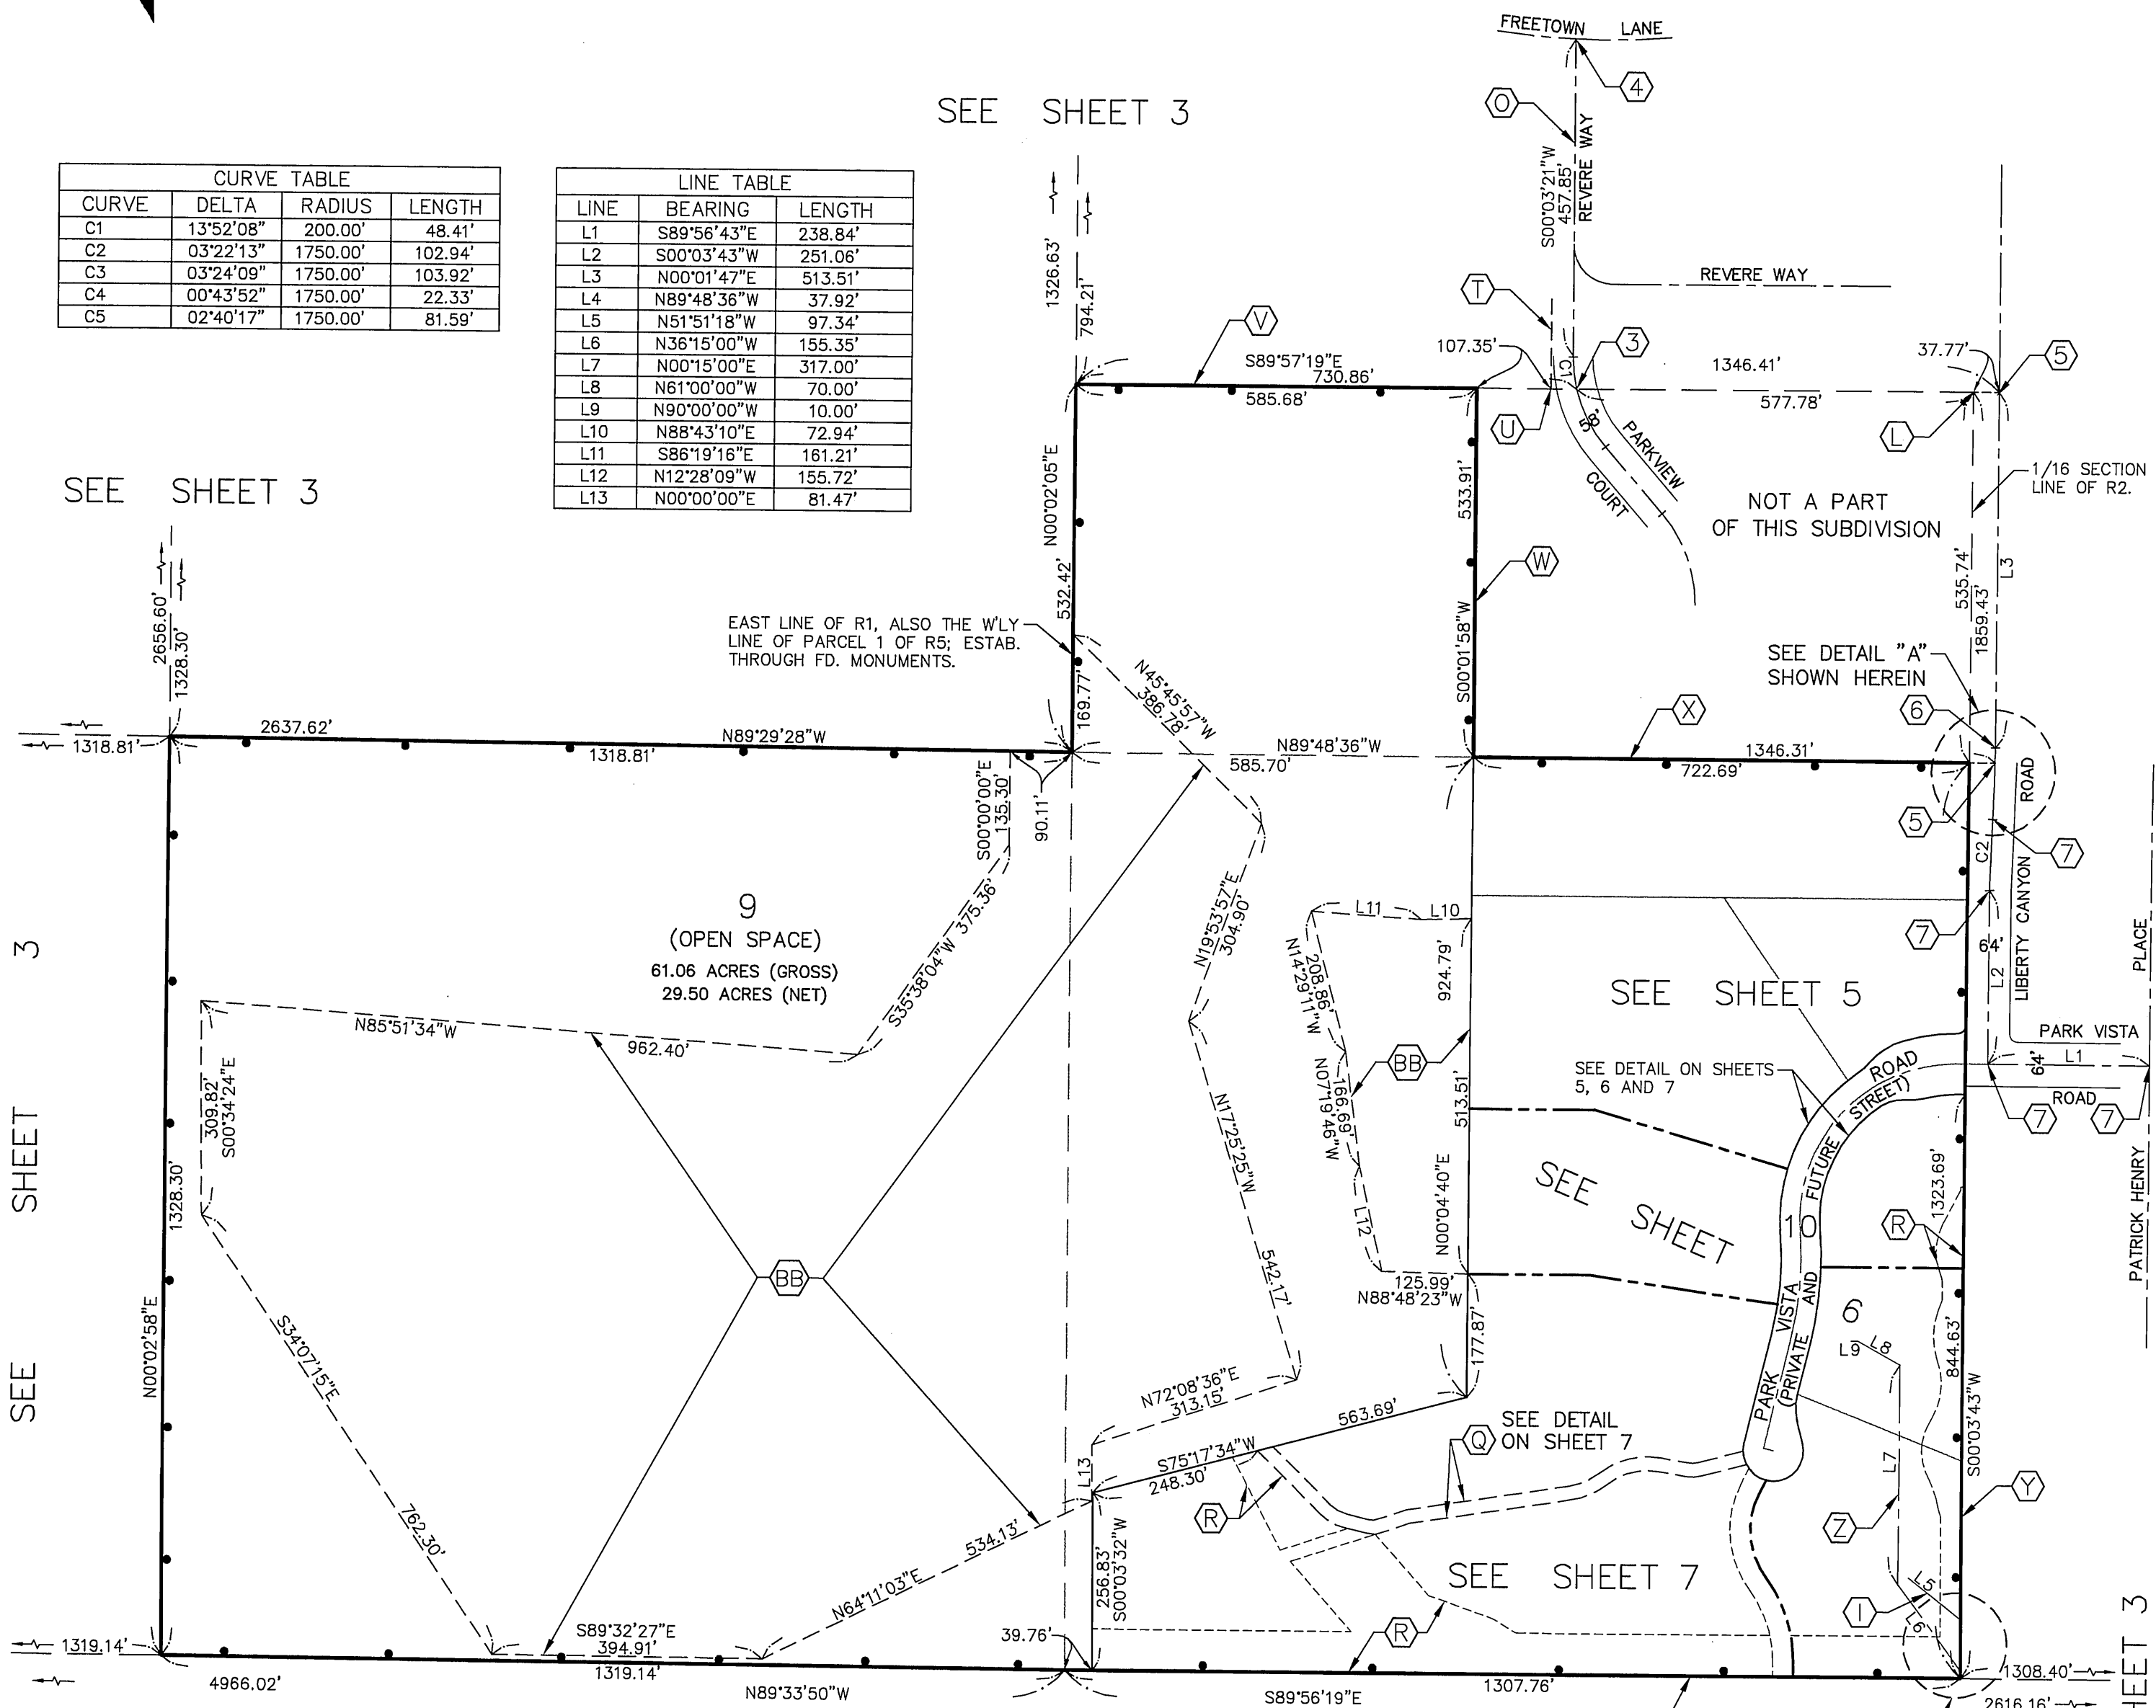 FREETOWN LANE
4
O
SEE SHEET 3
S00°03'21"W
457.85'
REVERE WAY
CURVE TABLE
CURVE DELTA RADIUS LENGTH
C1 13°52'08" 200.00' 48.41'
C2 03°22'13" 1750.00' 102.94'
C3 03°24'09" 1750.00' 103.92'
C4 00°43'52" 1750.00' 22.33'
C5 02°40'17" 1750.00' 81.59'
LINE TABLE
LINE BEARING LENGTH
L1 S89°56'43"E 238.84'
L2 S00°03'43"W 251.06'
L3 N00°01'47"E 513.51'
L4 N89°48'36"W 37.92'
L5 N51°51'18"W 97.34'
L6 N36°15'00"W 155.35'
L7 N00°15'00"E 317.00'
L8 N61°00'00"W 70.00'
L9 N90°00'00"W 10.00'
L10 N88°43'10"E 72.94'
L11 S86°19'16"E 161.21'
L12 N12°28'09"W 155.72'
L13 N00°00'00"E 81.47'
1326.63'
794.21'
REVERE WAY
T
V
3
5
107.35'
C1
1346.41'
37.77'
S89°57'19"E
730.86'
585.68'
577.78'
U
L
58'
PARKVIEW
COURT
1/16 SECTION
LINE OF R2.
NOT A PART
OF THIS SUBDIVISION
SEE SHEET 3
2656.60'
1328.30'
N00°02'05"E
532.42'
533.91'
W
S00°01'58"W
535.74'
1859.43'
L3
EAST LINE OF R1, ALSO THE W'LY
LINE OF PARCEL 1 OF R5; ESTAB.
THROUGH FD. MONUMENTS.
169.77'
N45°45'57"W
386.78'
SEE DETAIL "A"
SHOWN HEREIN
6
X
1318.81'
2637.62'
1318.81'
N89°29'28"W
N89°48'36"W
585.70'
1346.31'
722.69'
5
7
ROAD
S00°00'00"E
135.30'
90.11'
C2
7
64'
L2
LIBERTY CANYON
PLACE
9
(OPEN SPACE)
61.06 ACRES (GROSS)
29.50 ACRES (NET)
S35°38'04"W 375.36'
N19°53'57"E
304.90'
L11
L10
208.86'
N14°29'11"W
924.79'
SEE SHEET 5
BB
N85°51'34"W
962.40'
309.82'
S00°34'24"E
166.69'
N07°19'46"W
513.51'
SEE DETAIL ON SHEETS
5, 6 AND 7
PARK VISTA
L1
64'
ROAD
7
7
ROAD
FUTURE STREET)
SEE SHEET 3
1328.30'
N17°25'25"W
542.17'
L12
N00°04'40"E
SEE SHEET
10
1323.69'
R
PATRICK HENRY
BB
125.99'
N88°48'23"W
177.87'
PARK VISTA
(PRIVATE AND
6
L8
L9
844.63'
N00°02'58"E
S34°07'15"E
762.30'
N72°08'36"E
313.15'
563.69'
Q
SEE DETAIL
ON SHEET 7
S00°03'43"W
S75°17'34"W
248.30'
L13
R
L7
Z
Y
534.13'
N64°11'03"E
256.83'
S00°03'32"W
SEE SHEET 7
L5
I
L6
R
1319.14'
S89°32'27"E
394.91'
1319.14'
39.76'
4966.02'
N89°33'50"W
S89°56'19"E
1307.76'
1308.40'
2616.16'
HEET 3